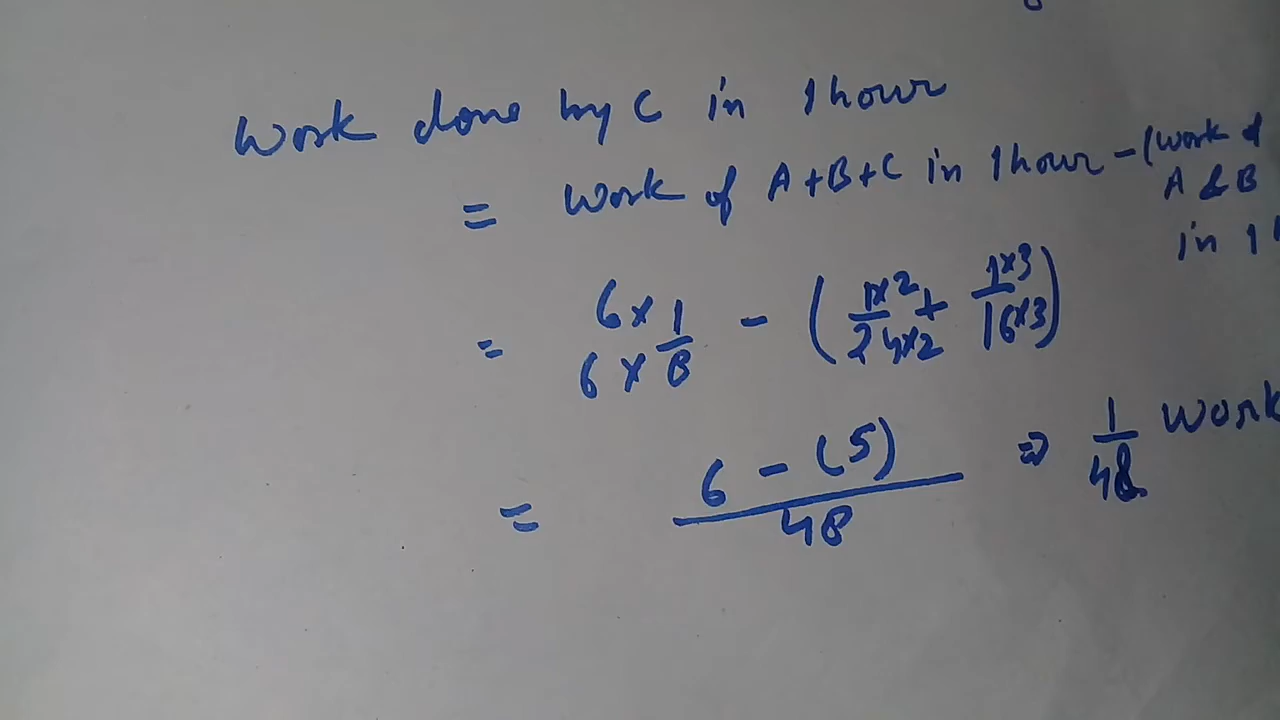 Work done by C in 1 hour
= Work of A+B+C in 1 hour - (Work of
A & B
in 1
= 6 × 1 / 6 × 8 - ( 1×2 / 24×2 + 1×3 / 16×3 )
= 6 - (5) / 48 ⇒ 1 / 48 work